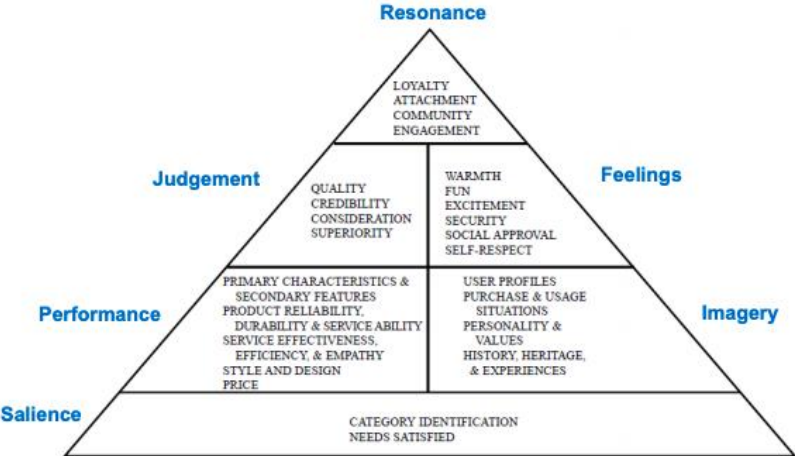 Resonance
LOYALTY
ATTACHMENT
COMMUNITY
ENGAGEMENT
Judgement
Feelings
QUALITY
CREDIBILITY
CONSIDERATION
SUPERIORITY
WARMTH
FUN
EXCITEMENT
SECURITY
SOCIAL APPROVAL
SELF-RESPECT
Performance
Imagery
PRIMARY CHARACTERISTICS &
SECONDARY FEATURES
PRODUCT RELIABILITY,
DURABILITY & SERVICE ABILITY
SERVICE EFFECTIVENESS,
EFFICIENCY, & EMPATHY
STYLE AND DESIGN
PRICE
USER PROFILES
PURCHASE & USAGE
SITUATIONS
PERSONALITY &
VALUES
HISTORY, HERITAGE,
& EXPERIENCES
Salience
CATEGORY IDENTIFICATION
NEEDS SATISFIED